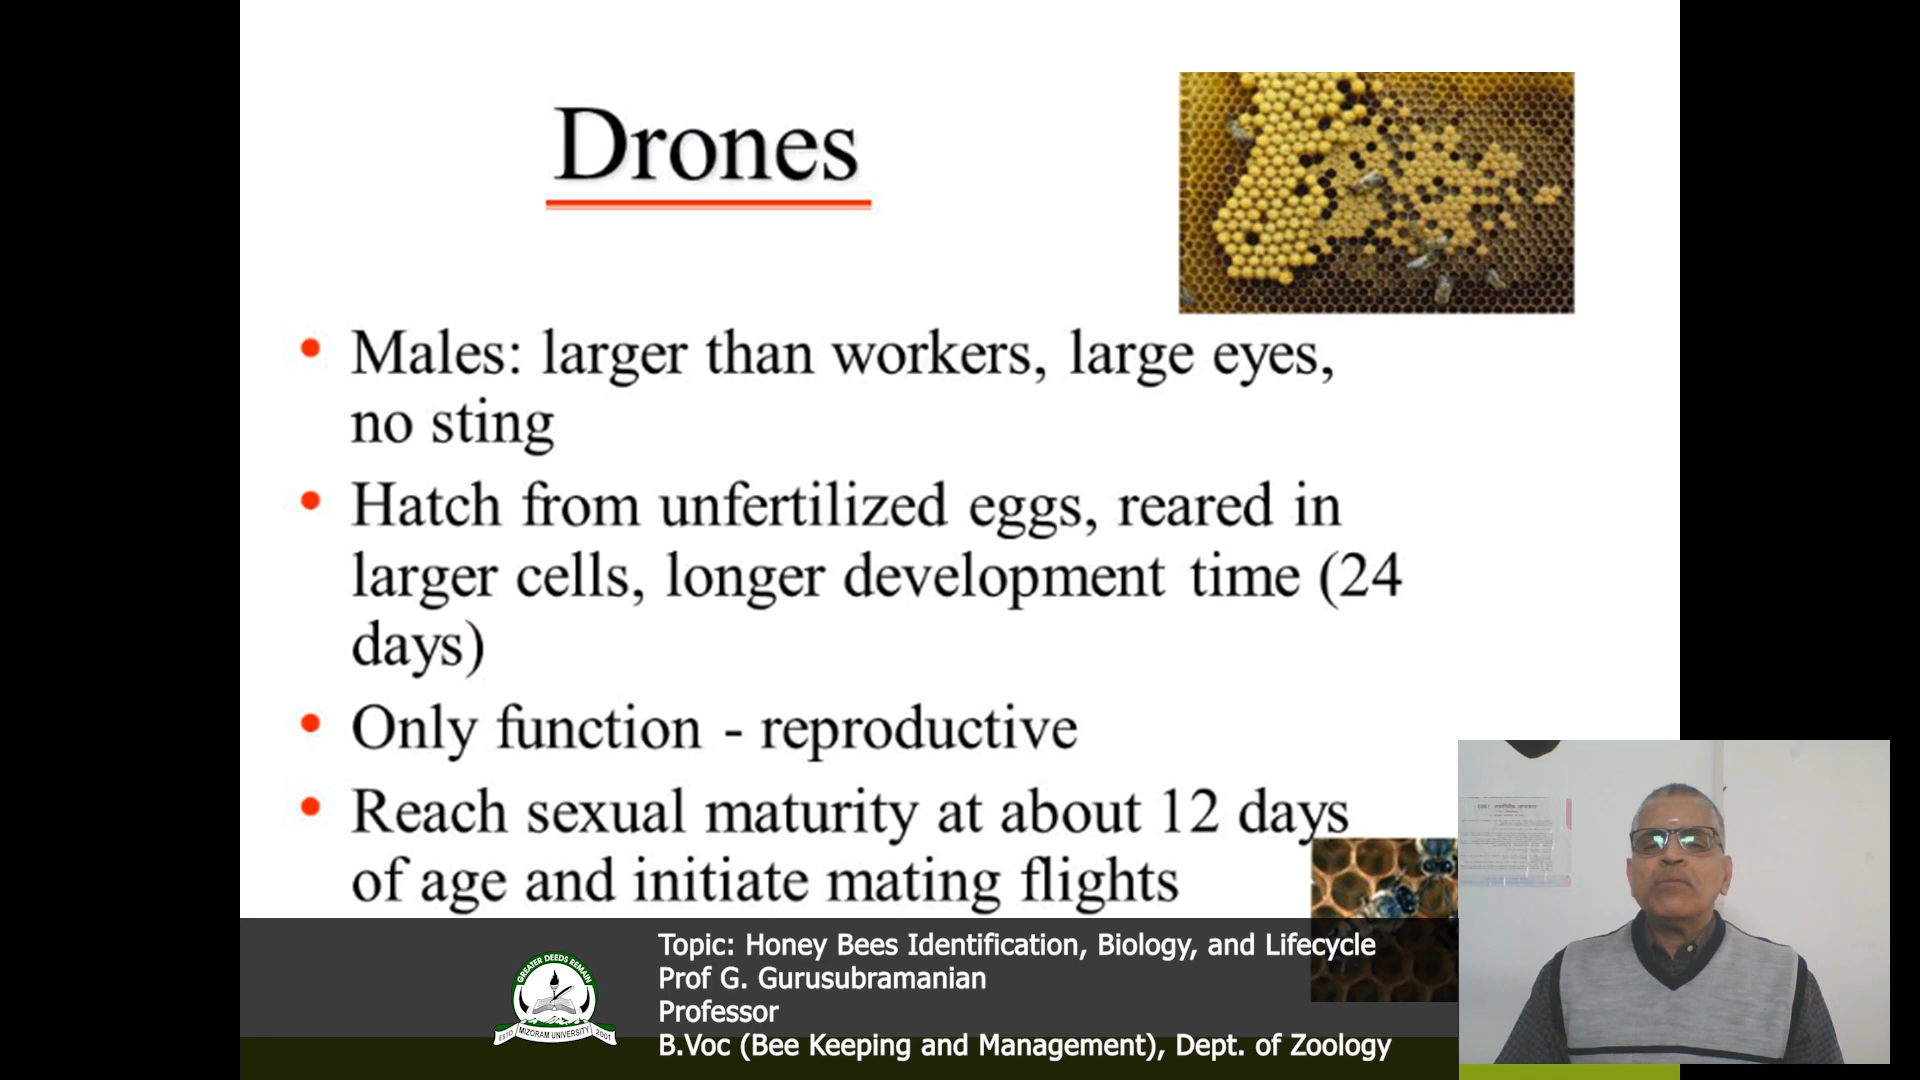 Drones
Males: larger than workers, large eyes,
no sting
Hatch from unfertilized eggs, reared in
larger cells, longer development time (24
days)
Only function - reproductive
Reach sexual maturity at about 12 days
of age and initiate mating flights
Topic: Honey Bees Identification, Biology, and Lifecycle
Prof G. Gurusubramanian
Professor
B.Voc (Bee Keeping and Management), Dept. of Zoology
GREATER DEEDS REMAIN
ESTD MIZORAM UNIVERSITY 2001